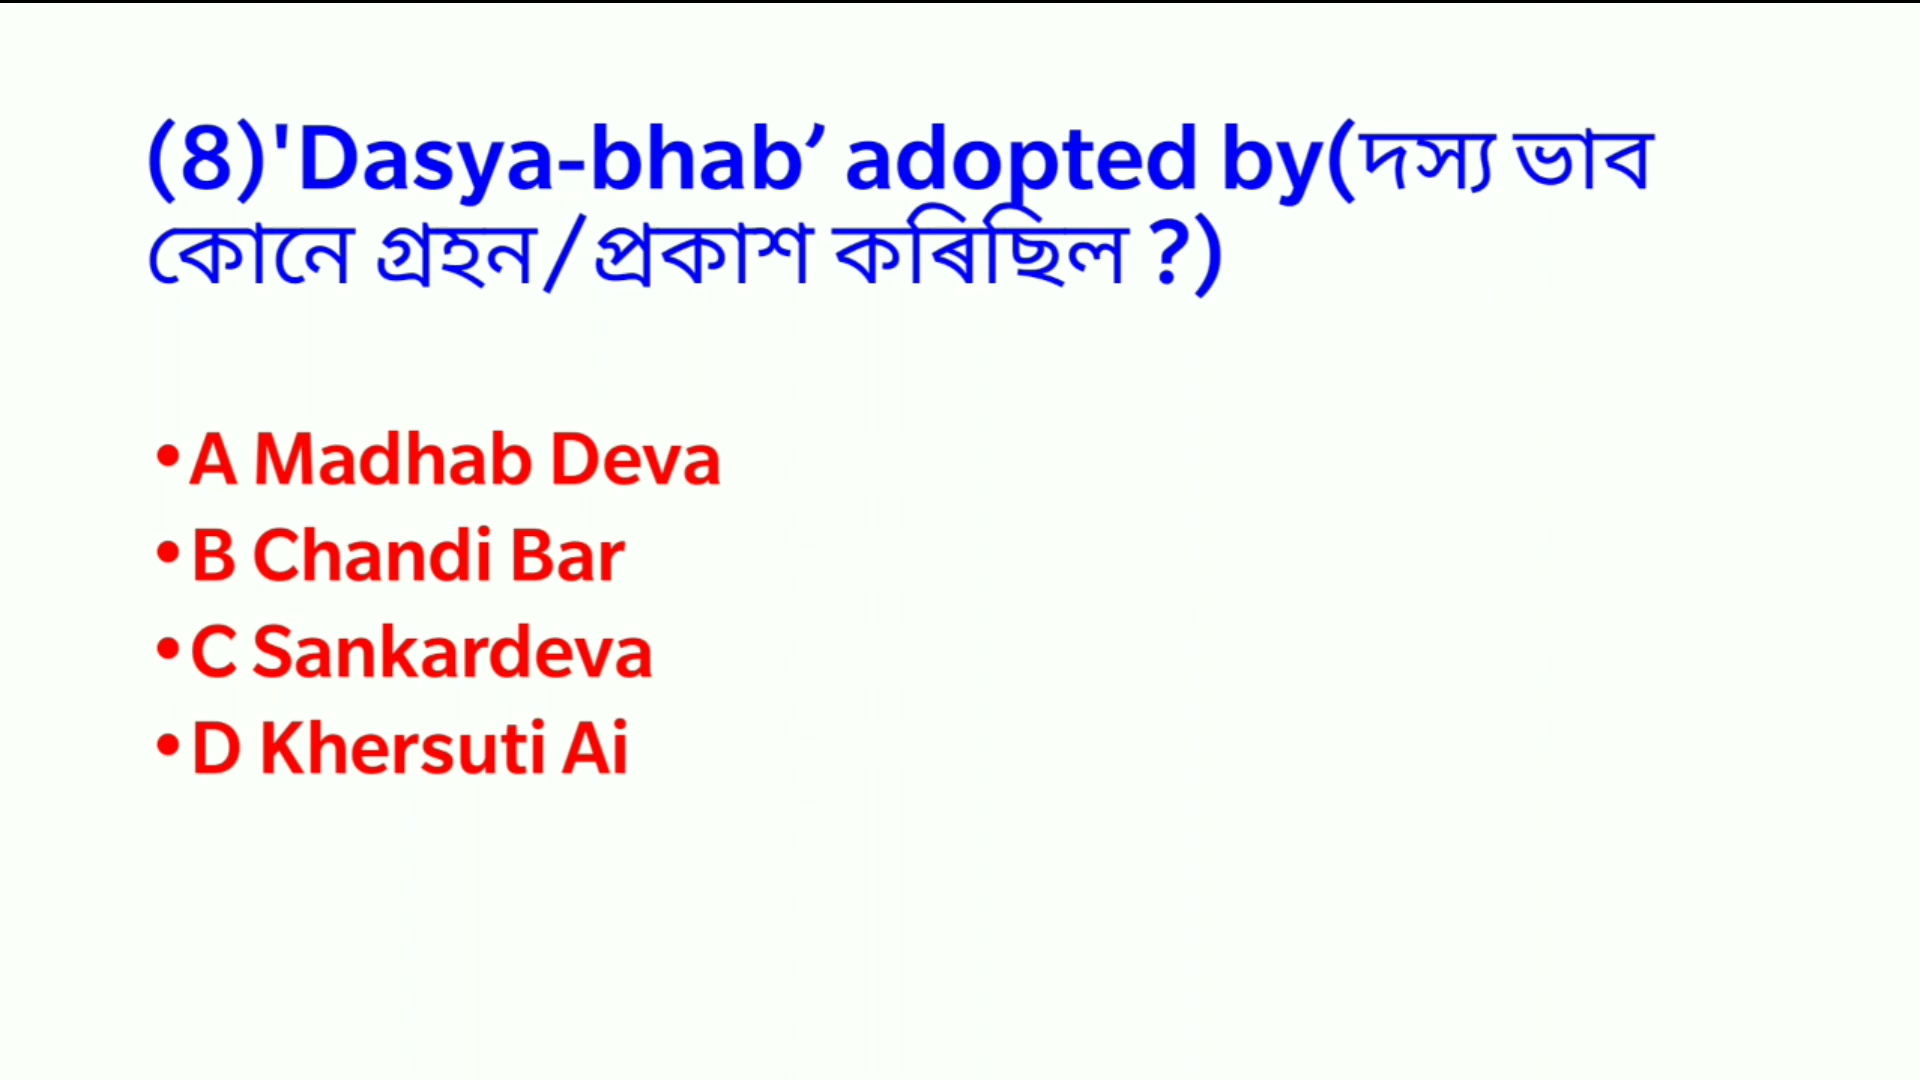 (8)'Dasya-bhab’ adopted by(দস্য ভাব
কোনে গ্ৰহন/প্ৰকাশ কৰিছিল ?)
•A Madhab Deva
•B Chandi Bar
•C Sankardeva
•D Khersuti Ai